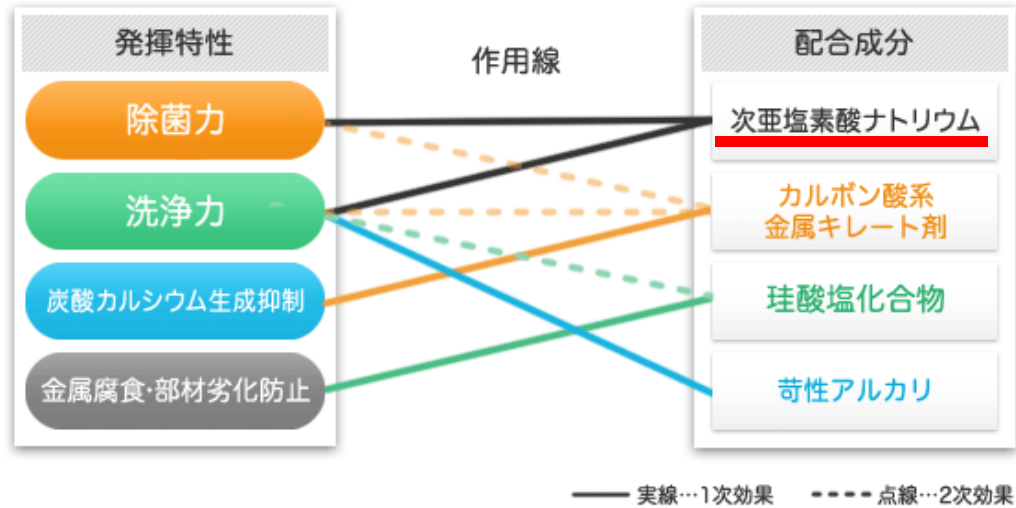 発揮特性
作用線
配合成分
除菌力
洗浄力
炭酸カルシウム生成抑制
金属腐食・部材劣化防止
次亜塩素酸ナトリウム
カルボン酸系
金属キレート剤
珪酸塩化合物
苛性アルカリ
実線…1次効果 点線…2次効果